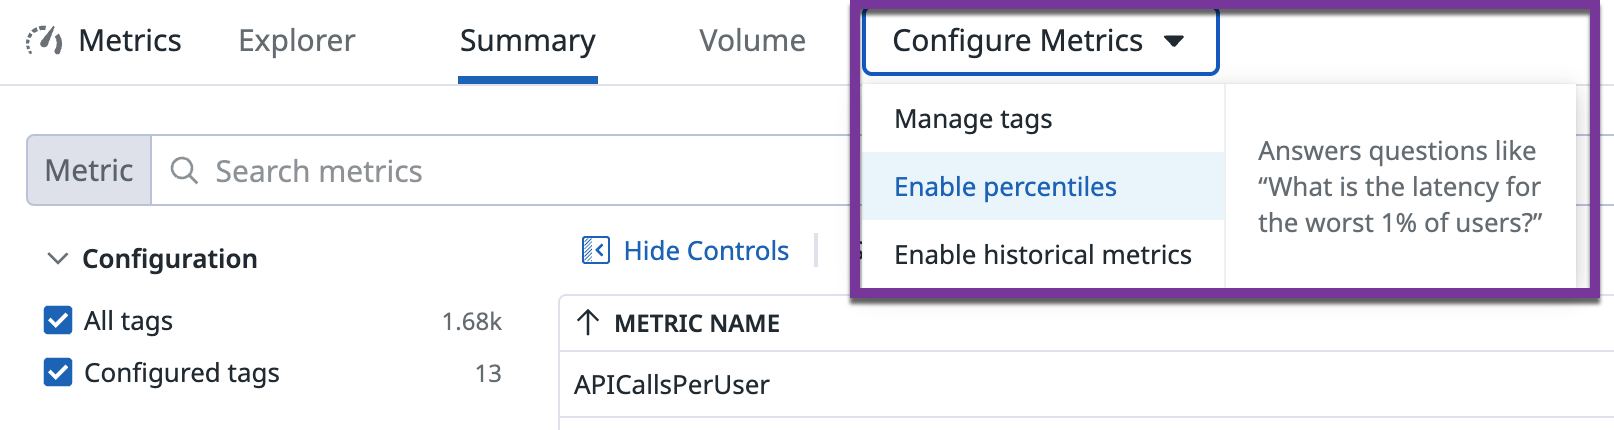 Metrics
Explorer
Summary
Volume
Configure Metrics
Manage tags
Enable percentiles
Enable historical metrics
Answers questions like
“What is the latency for
the worst 1% of users?”
Metric
Search metrics
Configuration
All tags 1.68k
Configured tags 13
Hide Controls
METRIC NAME
APICallsPerUser